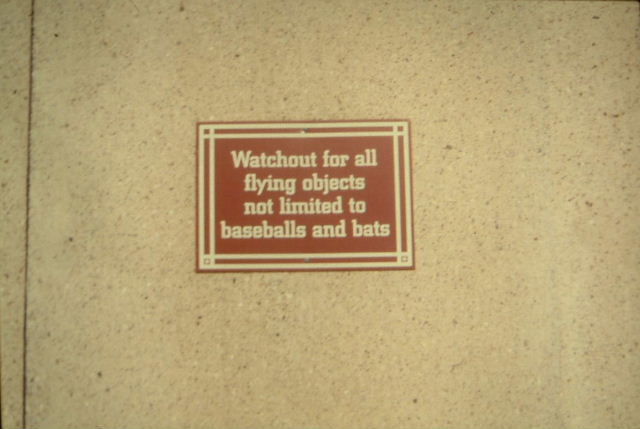 Watchout for all
flying objects
not limited to
baseballs and bats